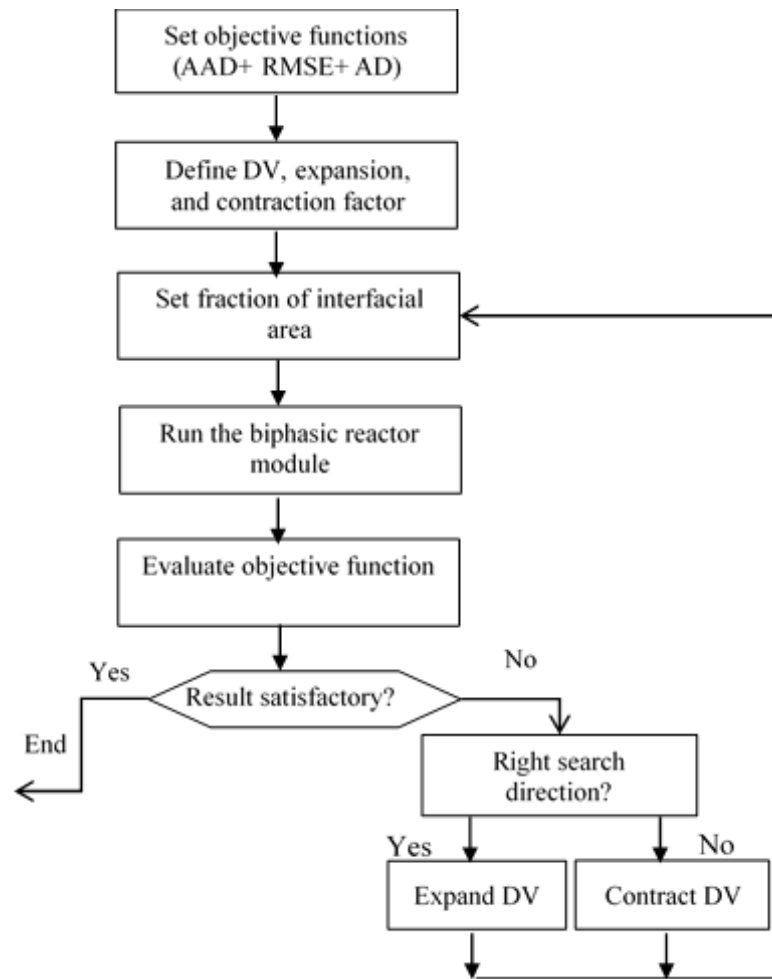 Set objective functions
(AAD+ RMSE+ AD)
Define DV, expansion,
and contraction factor
Set fraction of interfacial
area
Run the biphasic reactor
module
Evaluate objective function
Yes
No
Result satisfactory?
End
Right search
direction?
Yes
No
Expand DV
Contract DV